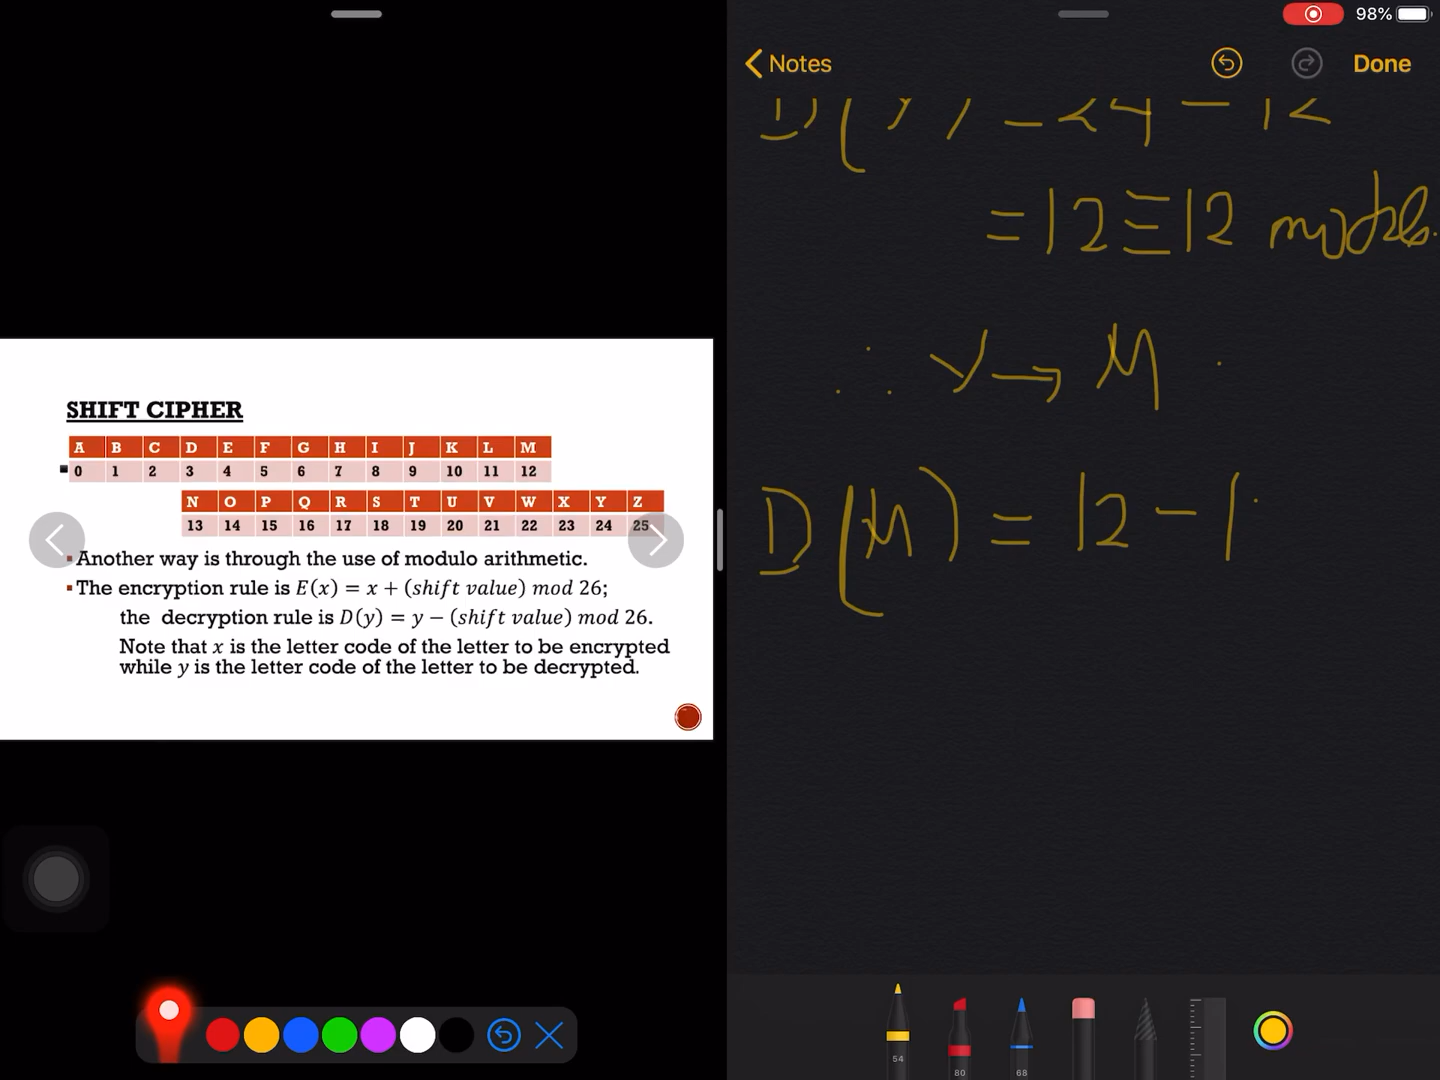 98%
Notes
Done
D(Y) = 24 - 12
= 12 ≡ 12 mod 26.
∴ Y → M
D(M) = 12 - 1
SHIFT CIPHER
A B C D E F G H I J K L M
0 1 2 3 4 5 6 7 8 9 10 11 12
N O P Q R S T U V W X Y Z
13 14 15 16 17 18 19 20 21 22 23 24 25
▪ Another way is through the use of modulo arithmetic.
▪ The encryption rule is E(x) = x + (shift value) mod 26;
the decryption rule is D(y) = y − (shift value) mod 26.
Note that x is the letter code of the letter to be encrypted
while y is the letter code of the letter to be decrypted.
54
80
68